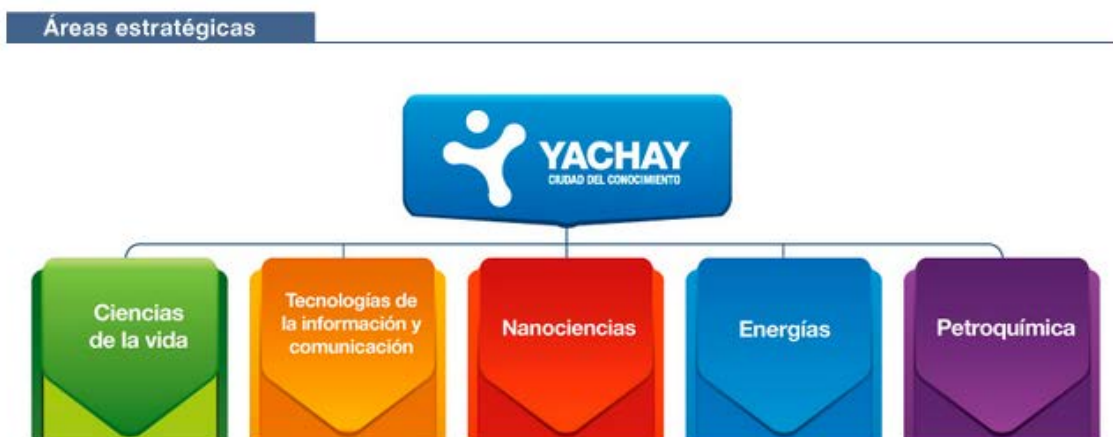 Áreas estratégicas
YACHAY
CIUDAD DEL CONOCIMIENTO
Ciencias
de la vida
Tecnologías de
la información y
comunicación
Nanociencias
Energías
Petroquímica